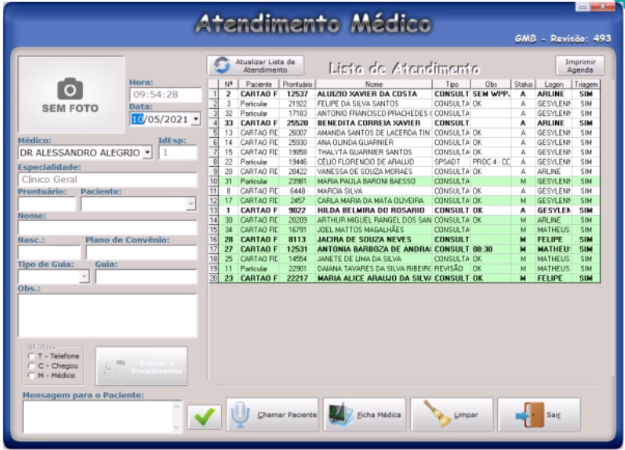 Atendimento Médico
GMB - Revisão: 493
SEM FOTO
Hora:
09:54:28
Data:
10/05/2021
Médico: IdEsp:
DR ALESSANDRO ALEGRIO 1
Especialidade:
Clinico Geral
Prontuário: Paciente:
Nome:
Nasc.: Plano de Convênio:
Tipo de Guia: Guia:
Obs.:
Status
T - Telefone
C - Chegou
M - Médico
Exames e
Procedimentos
Mensagem para o Paciente:
Atualizar Lista de
Atendimento
Lista de Atendimento
Imprimir
Agenda
Nº Paciente Prontuário Nome Tipo Obs Status Logon Triagem
1 2 CARTAO F 12537 ALUIZIO XAVIER DA COSTA CONSULT SEM WPP. A ARLINE SIM
2 3 Particular 21922 FELIPE DA SILVA SANTOS CONSULTA OK A GESYLENN SIM
3 32 Particular 17183 ANTONIO FRANCISCO PRACHEDES CONSULTA A GESYLENN SIM
4 33 CARTAO F 25520 BENEDITA CORREIA XAVIER CONSULT A ARLINE SIM
5 13 CARTAO FIC 26007 AMANDA SANTOS DE LACERDA TIN CONSULTA OK A GESYLENN SIM
6 14 CARTAO FIC 25930 ANA OLINDA GUARNIER CONSULTA OK A GESYLENN SIM
7 15 CARTAO FIC 19858 THALYTA GUARNIER SANTOS CONSULTA OK A GESYLENN SIM
8 22 Particular 19446 CÉLIO FLORENCIO DE ARAUJO SPSADT PROC 4 - CC A GESYLENN SIM
9 20 CARTAO FIC 20422 VANESSA DE SOUZA MORAES CONSULTA OK A ARLINE SIM
10 31 Particular 23981 MARIA PAULA BARONI BAESSO CONSULTA M GESYLENN SIM
11 8 CARTAO FIC 6448 MARCIA SILVA CONSULTA OK A GESYLENN SIM
12 17 CARTAO FIC 2457 CARLA MARIA DA MATA OLIVEIRA CONSULTA OK M GESYLENN SIM
13 1 CARTAO F 9822 HILDA BELMIRA DO ROSARIO CONSULT OK A GESYLEN SIM
14 30 CARTAO FIC 20209 ARTHUR MIGUEL RANGEL DOS SAN CONSULTA OK M ARLINE SIM
15 34 CARTAO FIC 16791 JOEL MATTOS MAGALHÃES CONSULTA M MATHEUS SIM
16 28 CARTAO F 8113 JACIRA DE SOUZA NEVES CONSULT M FELIPE SIM
17 27 CARTAO F 12531 ANTONIA BARBOZA DE ANDRA CONSULT 08:30 M MATHEU: SIM
18 25 CARTAO FIC 14554 JANETE DE LIMA DA SILVA CONSULTA OK M MATHEUS SIM
19 11 Particular 22901 DAIANA TAVARES DA SILVA RIBEIRO REVISÃO OK M MATHEUS SIM
20 23 CARTAO F 22217 MARIA ALICE ARAUJO DA SILV CONSULT OK M FELIPE SIM
Chamar Paciente
Ficha Médica
Limpar
Sair